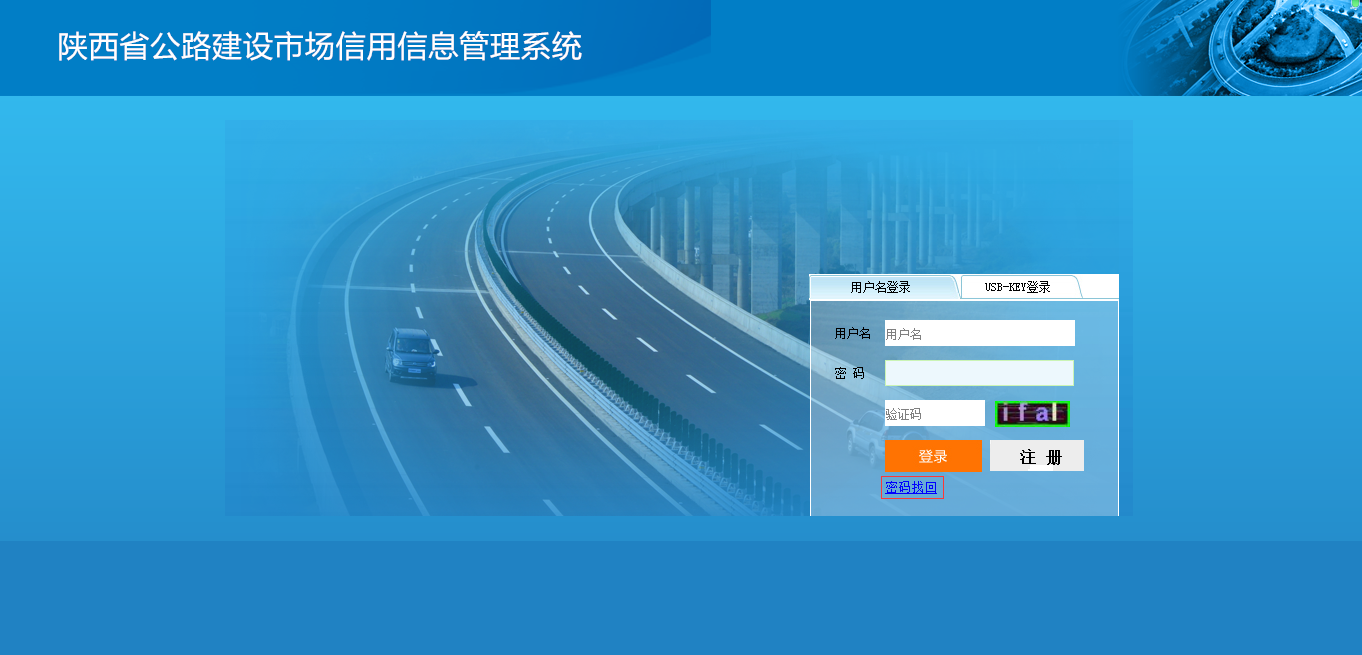 陕西省公路建设市场信用信息管理系统
用户名登录 USB-KEY登录
用户名 用户名
密 码
验证码 ifal
登录 注 册
密码找回